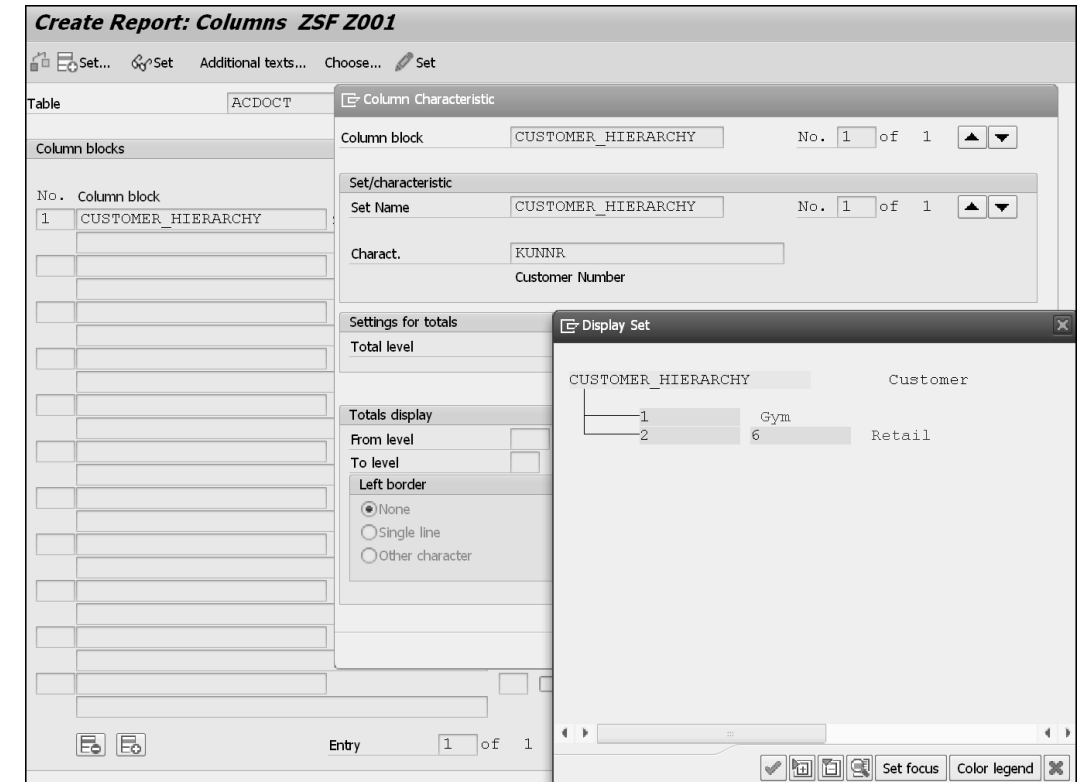 Create Report: Columns ZSF Z001
Set... Set Additional texts... Choose... Set
Table ACDOCT
Column blocks
No. Column block
1 CUSTOMER_HIERARCHY
Column Characteristic
Column block CUSTOMER_HIERARCHY No. 1 of 1
Set/characteristic
Set Name CUSTOMER_HIERARCHY No. 1 of 1
Charact. KUNNR
Customer Number
Settings for totals
Total level
Totals display
From level
To level
Left border
None
Single line
Other character
Display Set
CUSTOMER_HIERARCHY Customer
1 Gym
2 6 Retail
Entry 1 of 1
Set focus Color legend